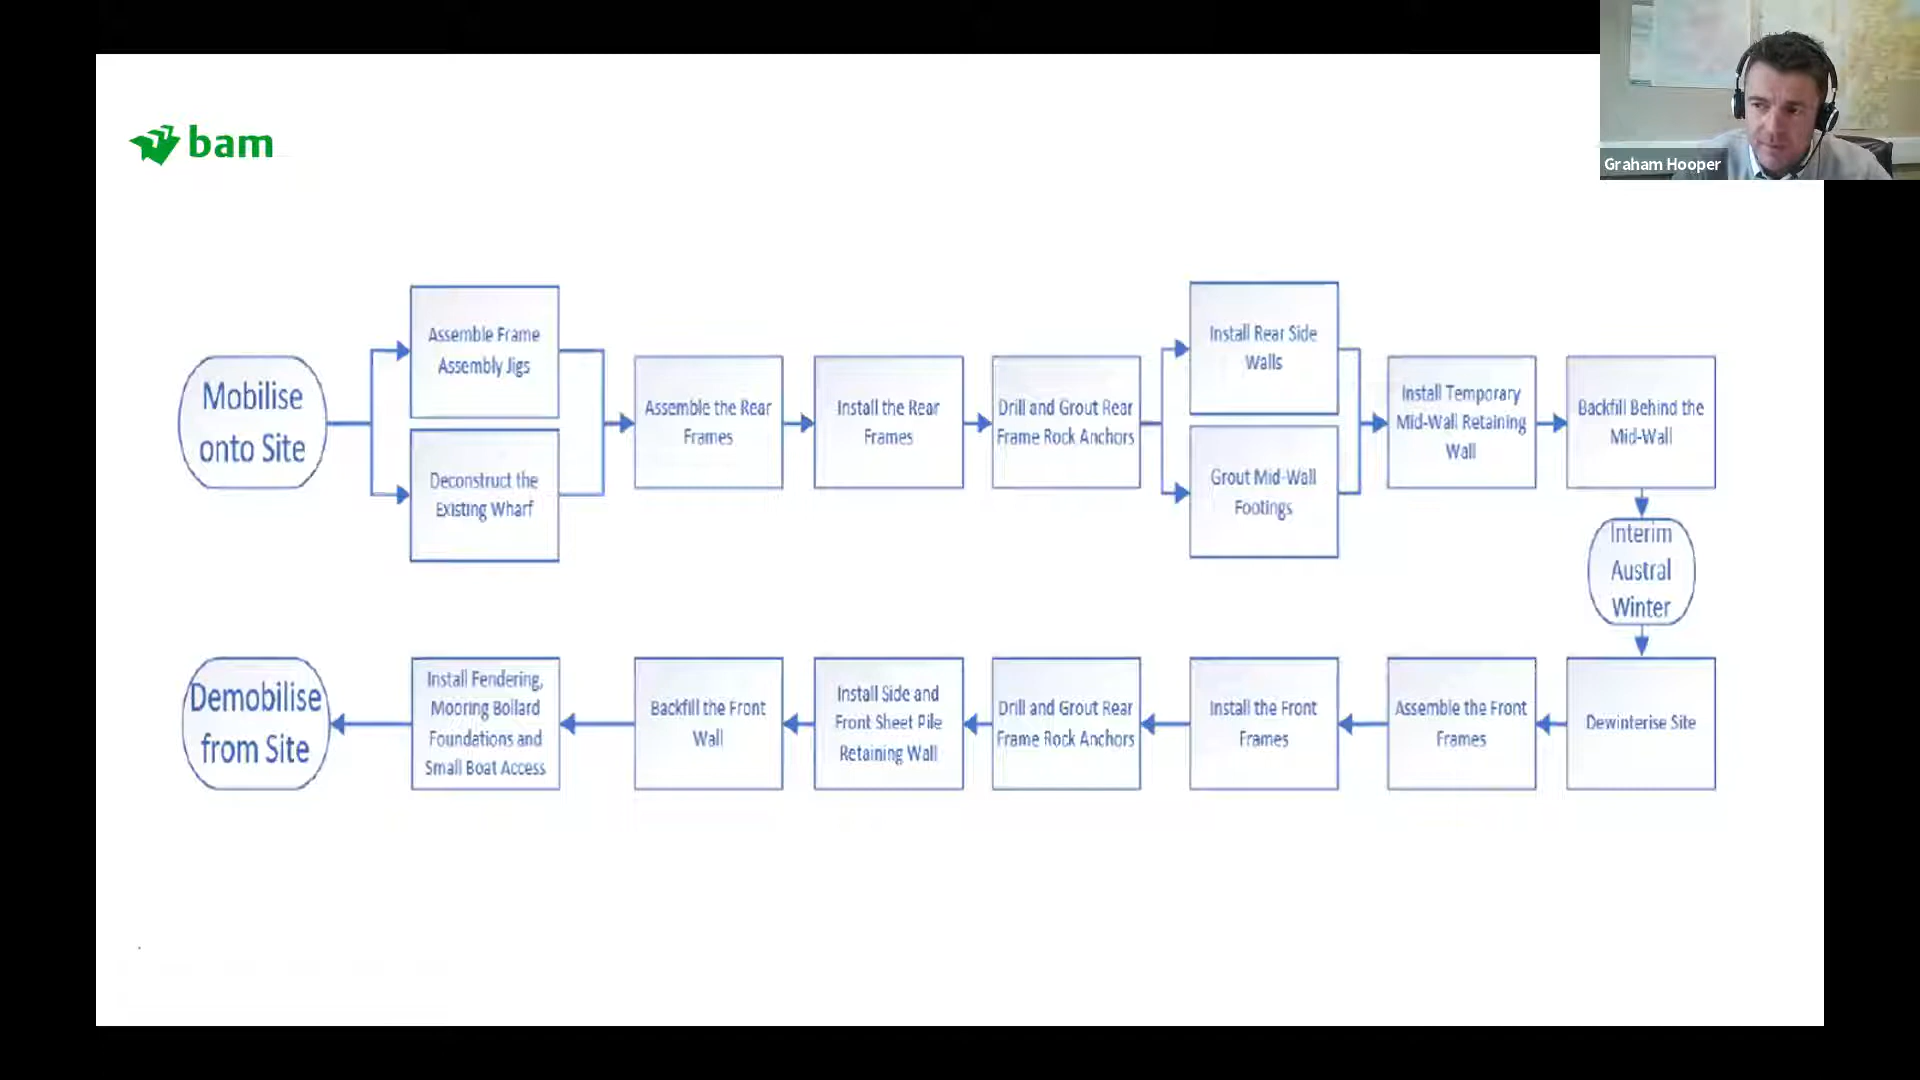 bam
Graham Hooper
Mobilise
onto Site
Assemble Frame
Assembly Jigs
Deconstruct the
Existing Wharf
Assemble the Rear
Frames
Install the Rear
Frames
Drill and Grout Rear
Frame Rock Anchors
Install Rear Side
Walls
Grout Mid-Wall
Footings
Install Temporary
Mid-Wall Retaining
Wall
Backfill Behind the
Mid-Wall
Interim
Austral
Winter
Dewinterise Site
Assemble the Front
Frames
Install the Front
Frames
Drill and Grout Rear
Frame Rock Anchors
Install Side and
Front Sheet Pile
Retaining Wall
Backfill the Front
Wall
Install Fendering,
Mooring Bollard
Foundations and
Small Boat Access
Demobilise
from Site